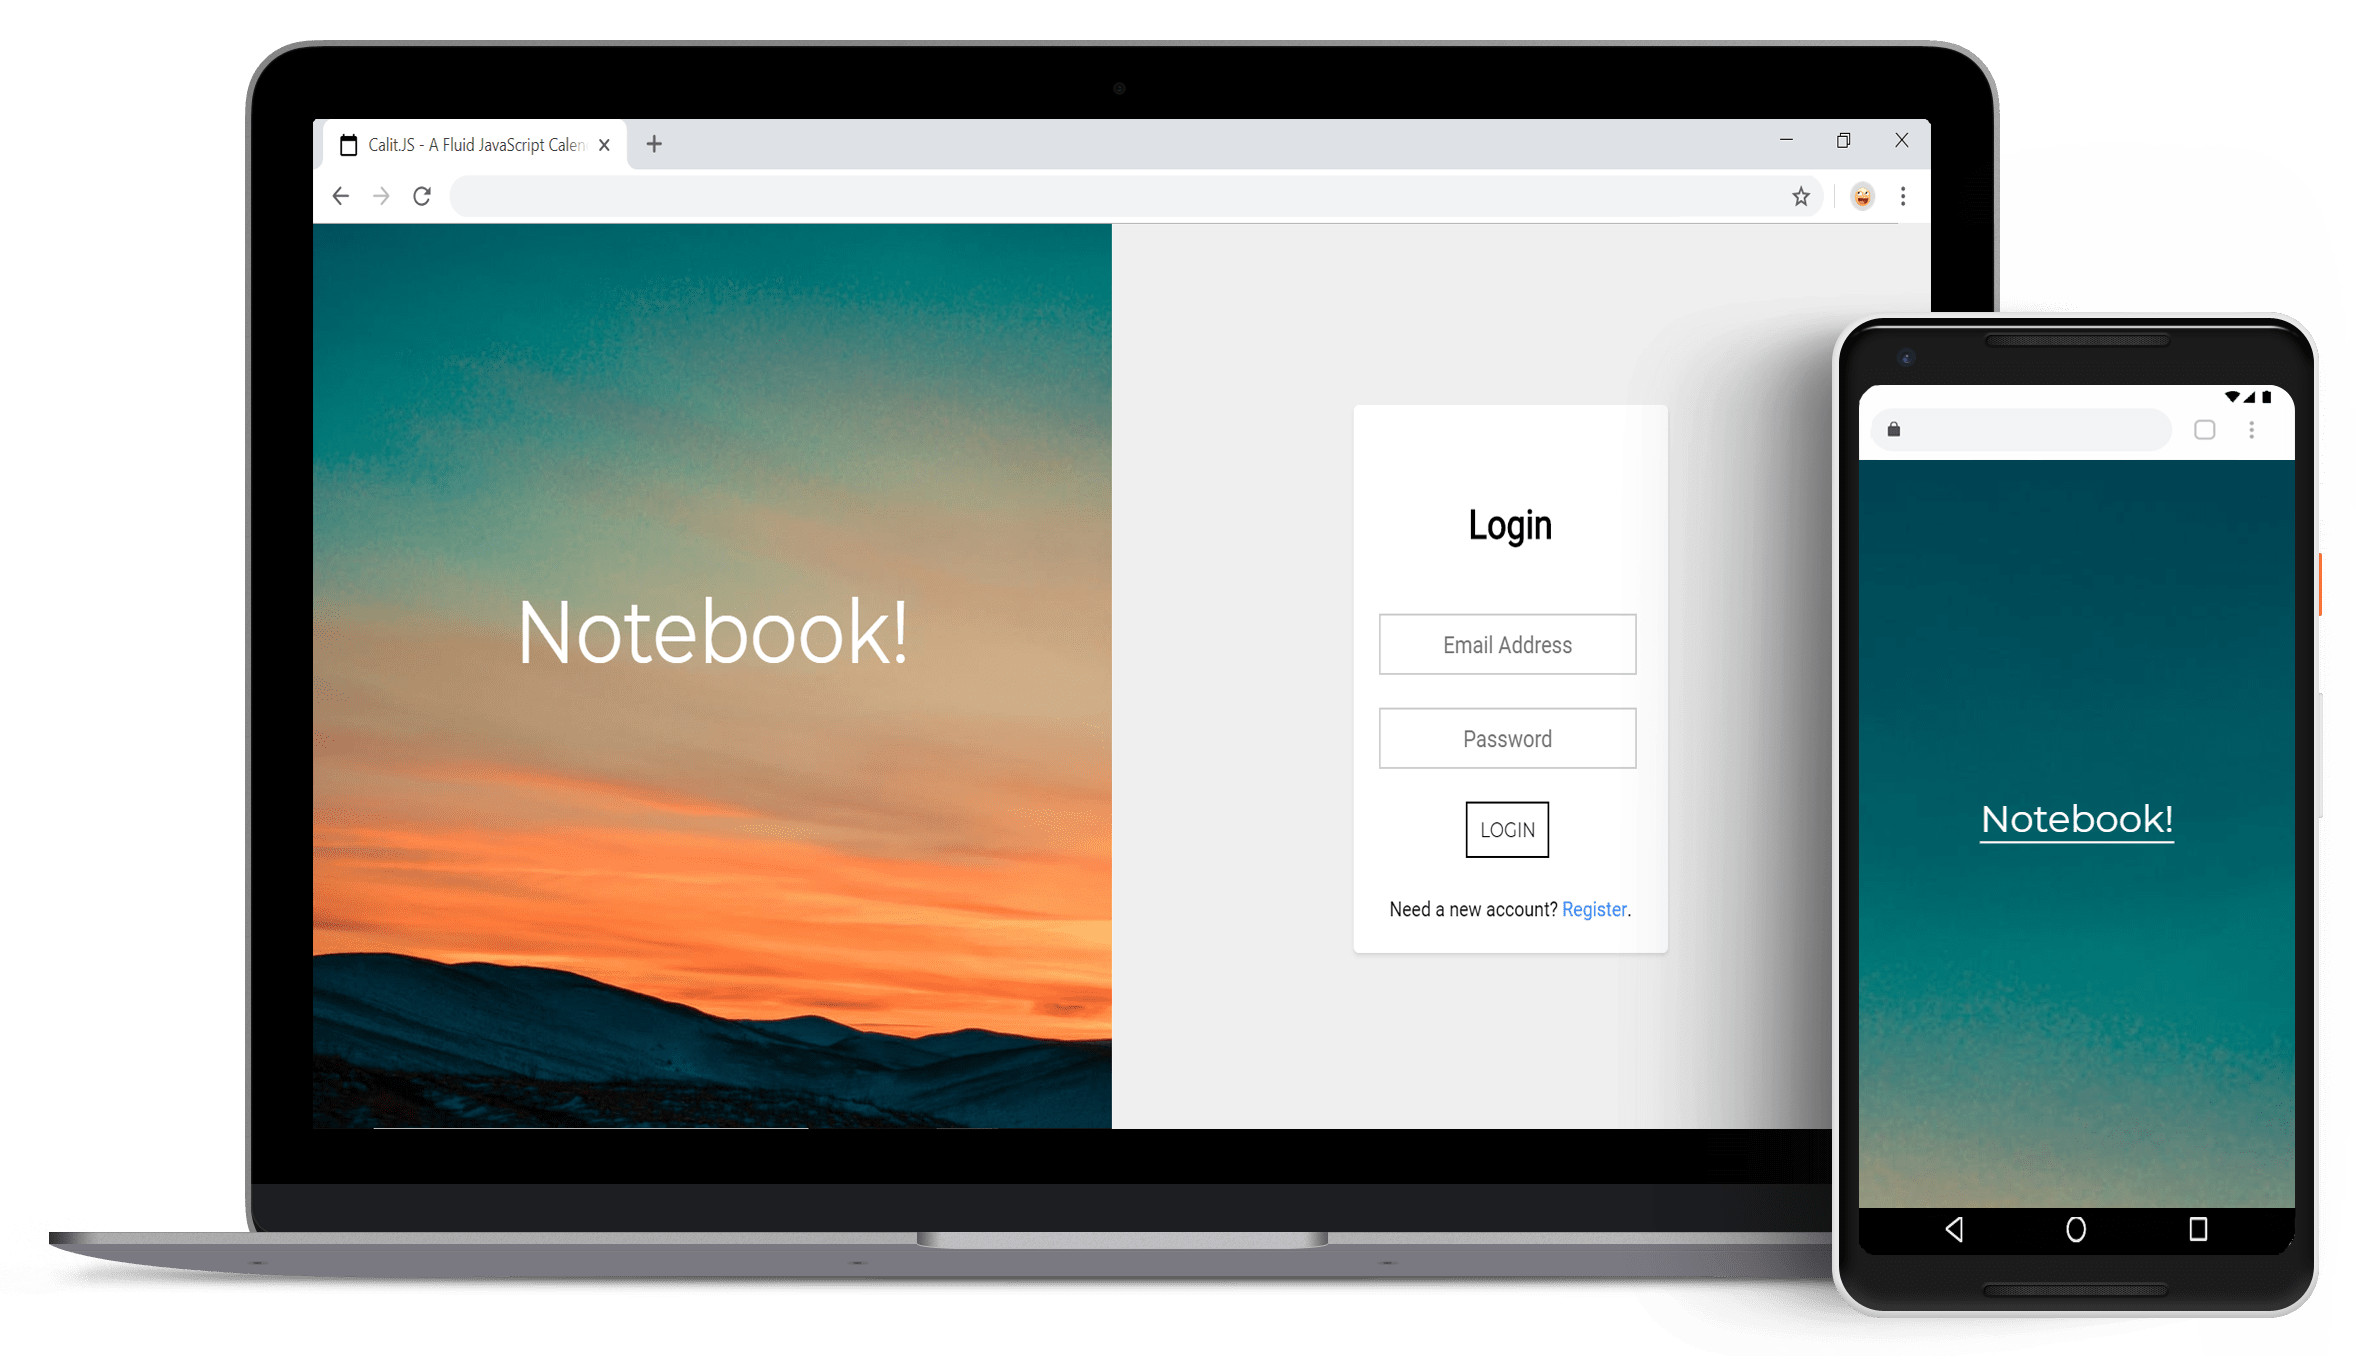 Calit.JS - A Fluid JavaScript Calen
Notebook!
Login
Email Address
Password
LOGIN
Need a new account? Register.
Notebook!